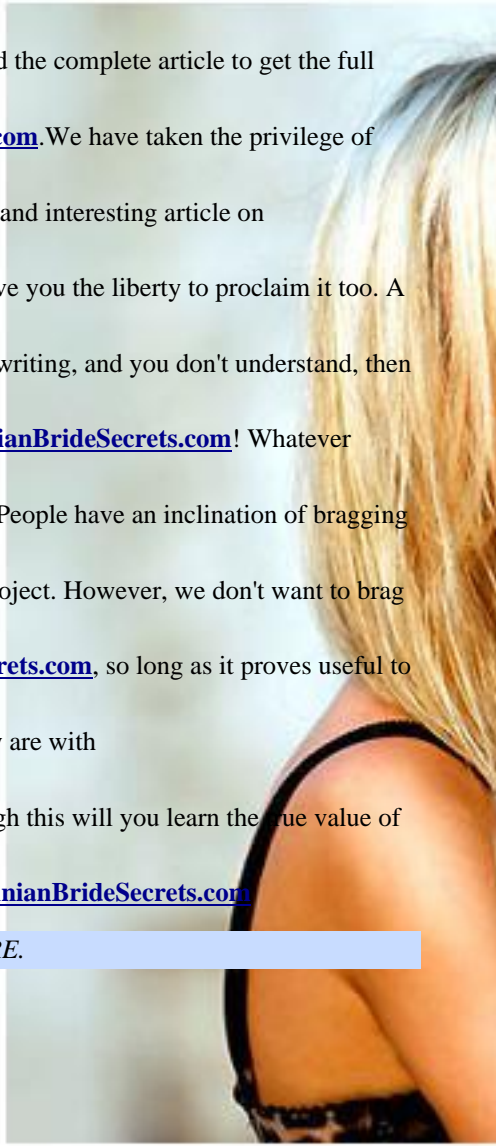 the complete article to get the full
com.We have taken the privilege of
and interesting article on
ve you the liberty to proclaim it too. A
writing, and you don't understand, then
ianBrideSecrets.com! Whatever
People have an inclination of bragging
oject. However, we don't want to brag
rets.com, so long as it proves useful to
are with
gh this will you learn the true value of
nianBrideSecrets.com
E.